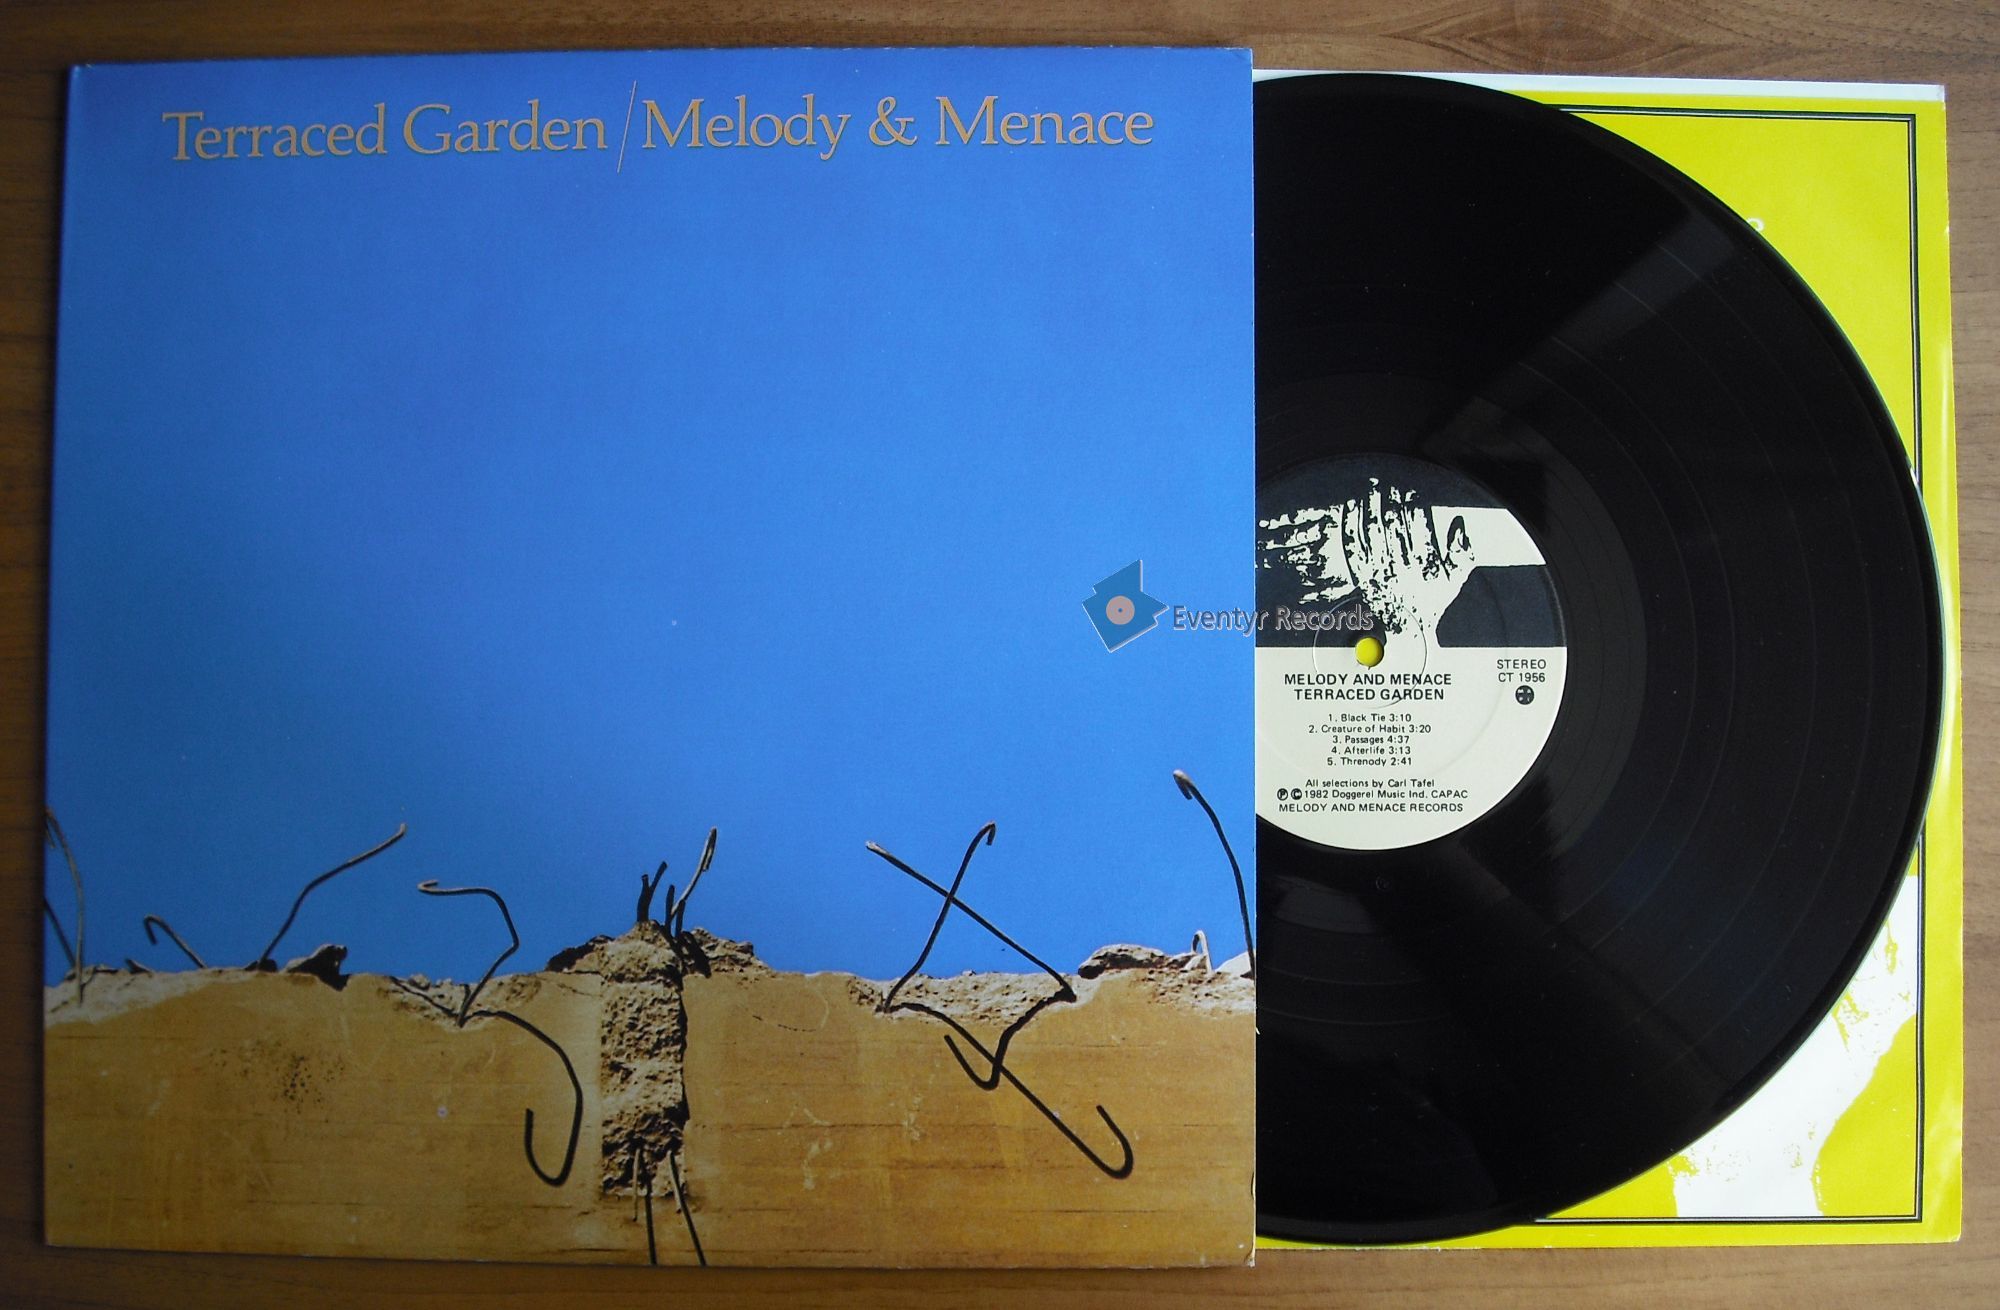 Terraced Garden / Melody & Menace
Eventyr Records
MELODY AND MENACE
TERRACED GARDEN
STEREO
CT 1956
1. Black Tie 3:10
2. Creature of Habit 3:20
3. Passages 4:37
4. Afterlife 3:13
5. Threnody 2:41
All selections by Carl Tafel
℗ © 1982 Doggerel Music Ind. CAPAC
MELODY AND MENACE RECORDS